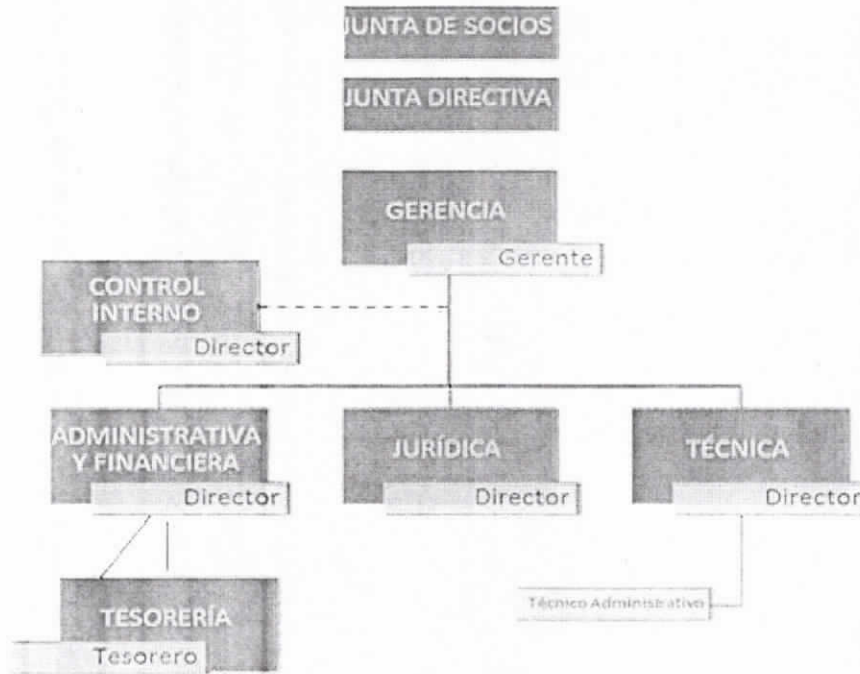 JUNTA DE SOCIOS
JUNTA DIRECTIVA
GERENCIA
Gerente
CONTROL
INTERNO
Director
ADMINISTRATIVA
Y FINANCIERA
Director
JURÍDICA
Director
TÉCNICA
Director
TESORERÍA
Tesorero
Técnico Administrativo